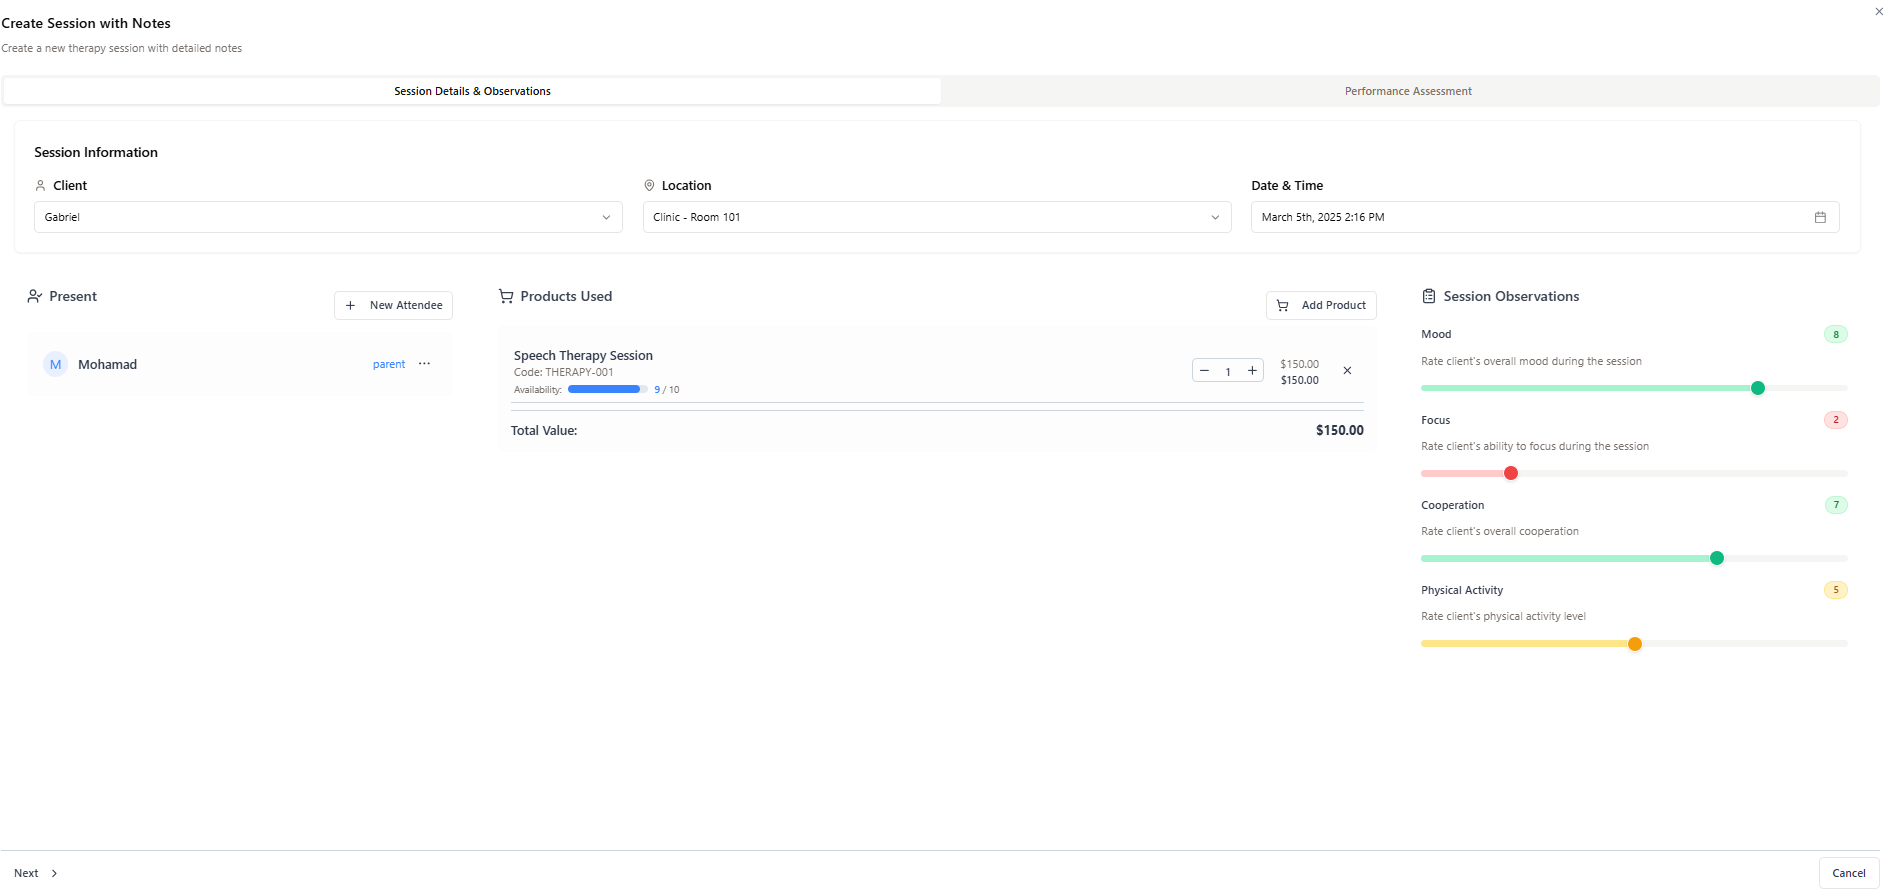 Create Session with Notes
Create a new therapy session with detailed notes
Session Details & Observations
Performance Assessment
Session Information
Client
Gabriel
Location
Clinic - Room 101
Date & Time
March 5th, 2025 2:16 PM
Present
New Attendee
M Mohamad parent
Products Used
Add Product
Speech Therapy Session
Code: THERAPY-001
Availability: 9 / 10
1
$150.00
$150.00
Total Value: $150.00
Session Observations
Mood 8
Rate client's overall mood during the session
Focus 2
Rate client's ability to focus during the session
Cooperation 7
Rate client's overall cooperation
Physical Activity 5
Rate client's physical activity level
Next
Cancel